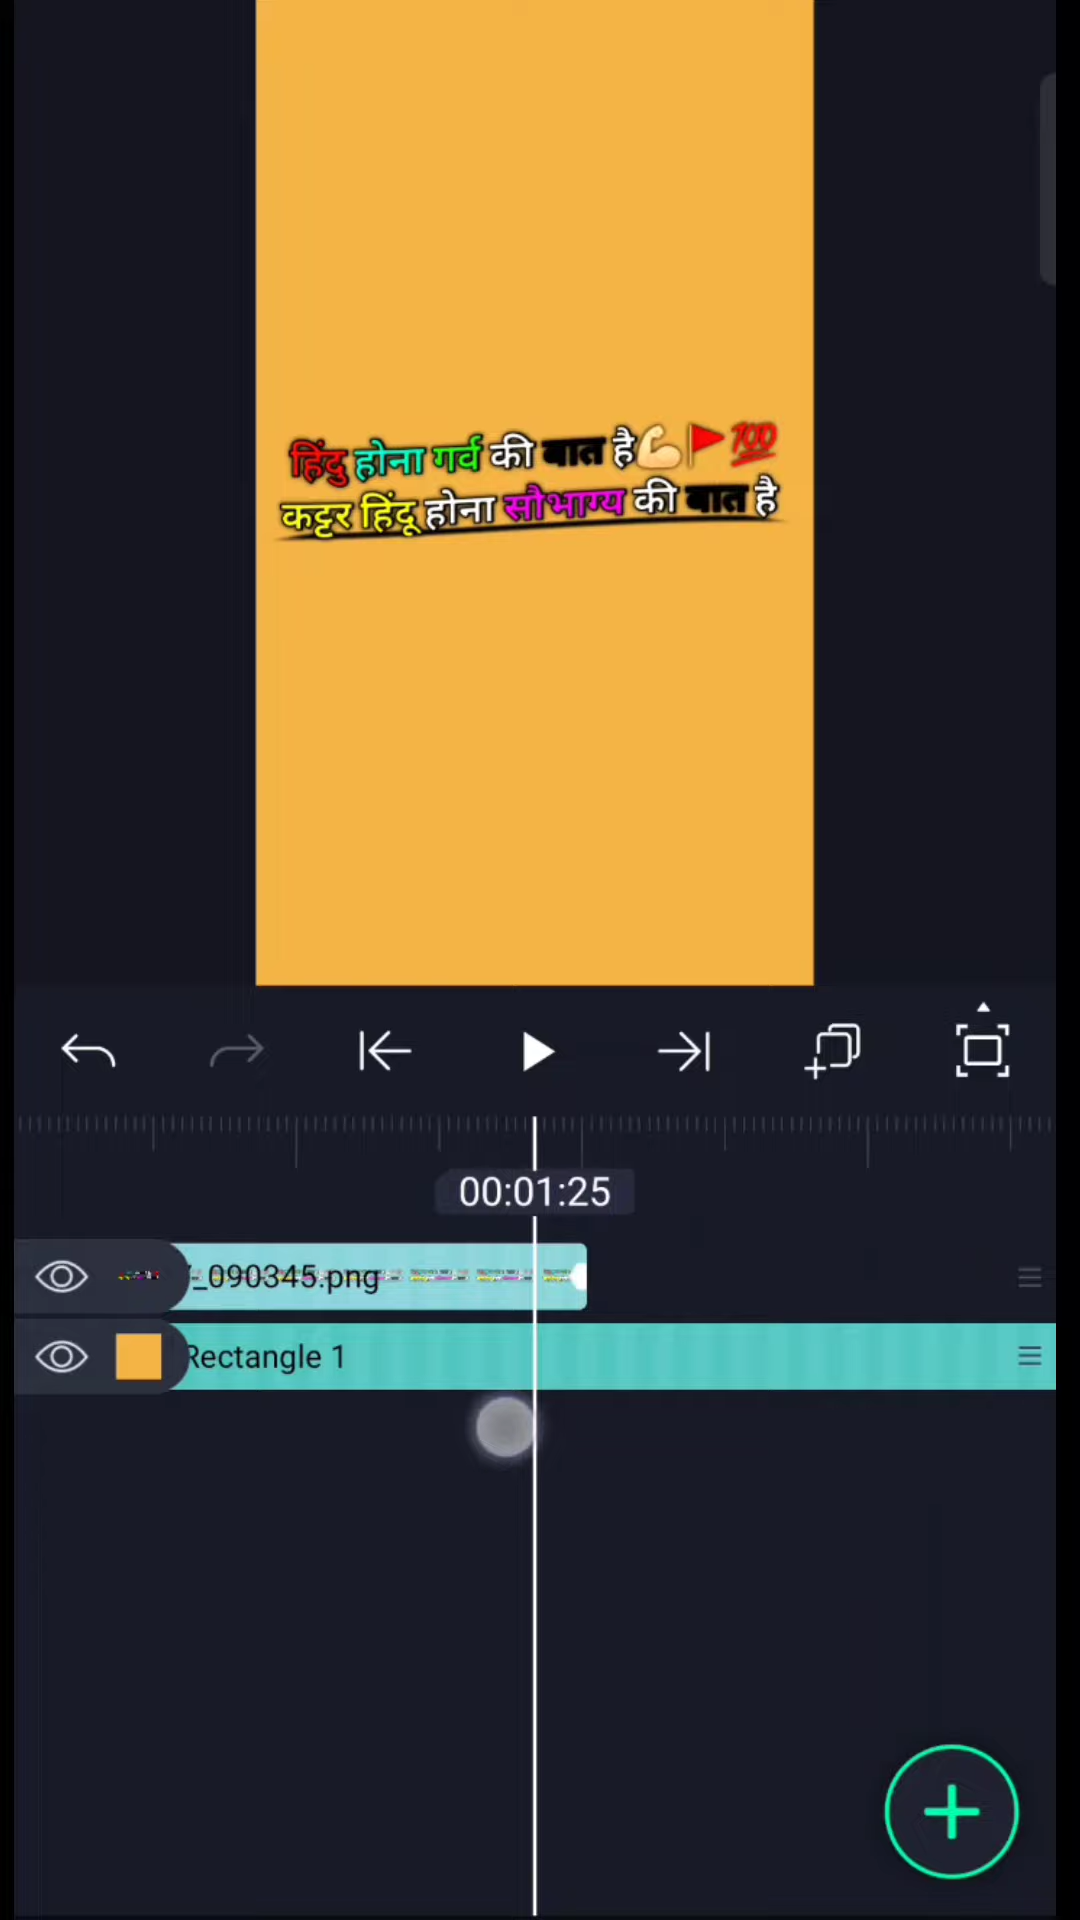 हिंदु होना गर्व की बात है💪🏻🚩💯
कट्टर हिंदू होना सौभाग्य की बात है
00:01:25
_090345.png
Rectangle 1